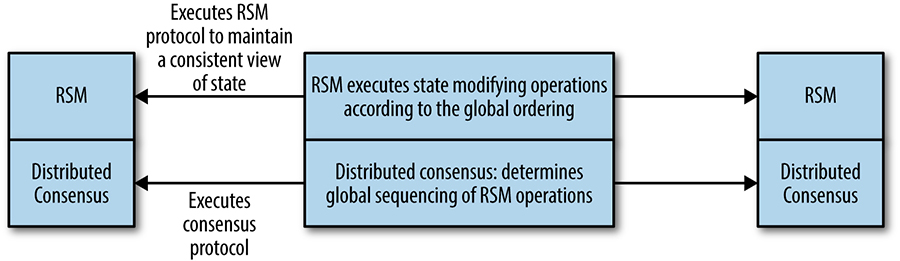 Executes RSM
protocol to maintain
a consistent view
of state
RSM
RSM executes state modifying operations
according to the global ordering
RSM
Distributed
Consensus
Distributed consensus: determines
global sequencing of RSM operations
Distributed
Consensus
Executes
consensus
protocol